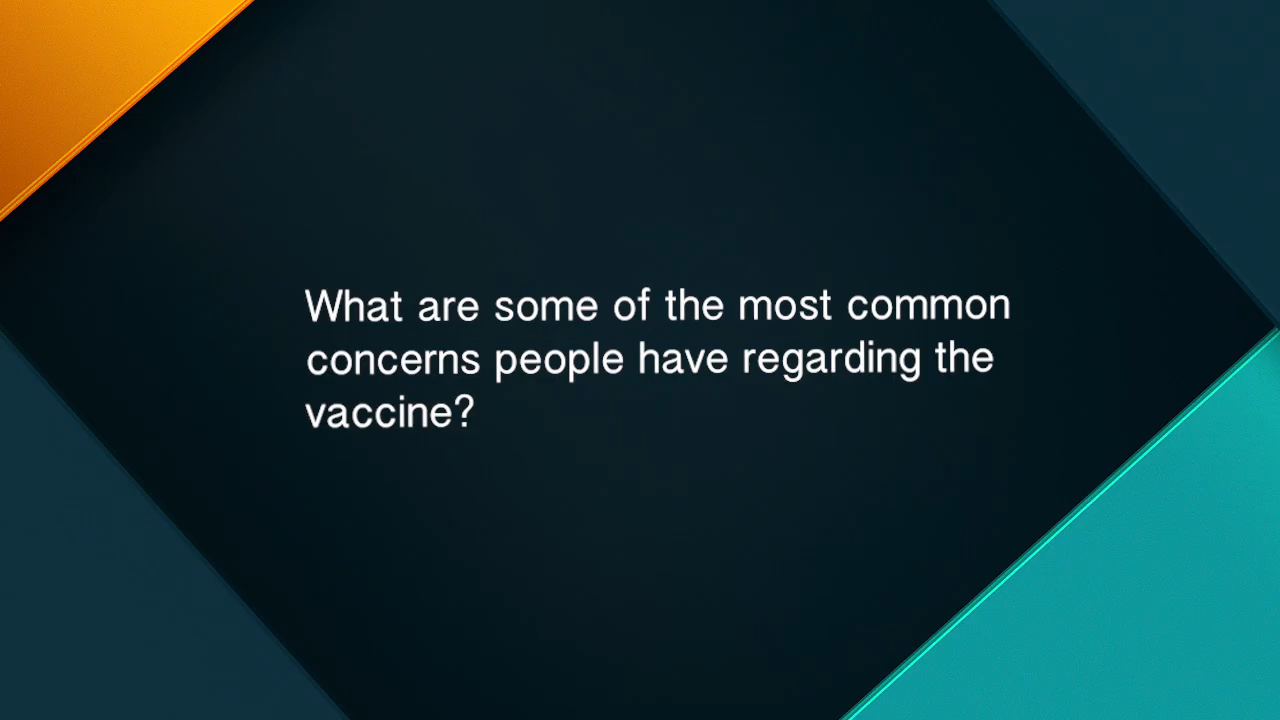 What are some of the most common
concerns people have regarding the
vaccine?